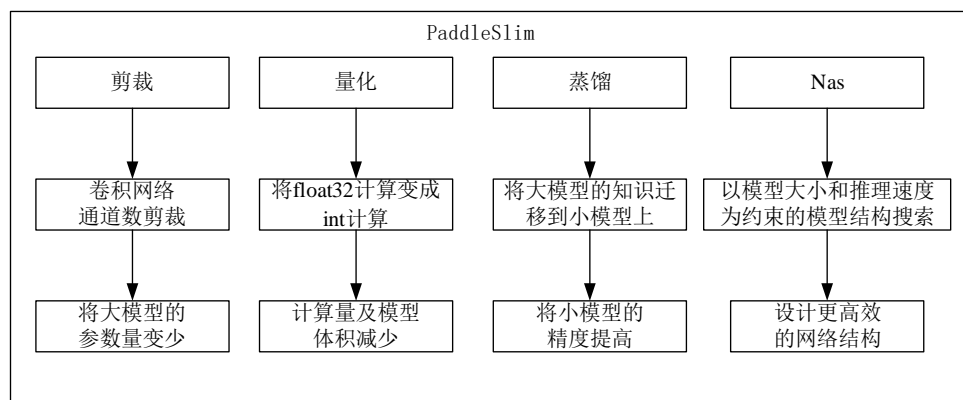 PaddleSlim
剪裁
量化
蒸馏
Nas
卷积网络
通道数剪裁
将float32计算变成
int计算
将大模型的知识迁
移到小模型上
以模型大小和推理速度
为约束的模型结构搜索
将大模型的
参数量变少
计算量及模型
体积减少
将小模型的
精度提高
设计更高效
的网络结构